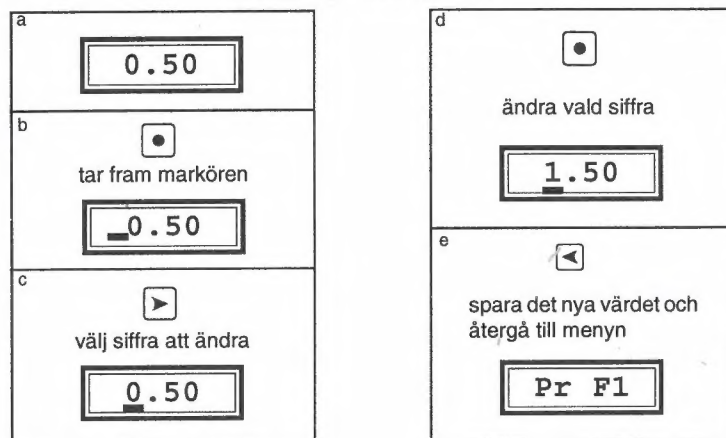 a
0.50
b
tar fram markören
0.50
c
välj siffra att ändra
0.50
d
ändra vald siffra
1.50
e
spara det nya värdet och
återgå till menyn
Pr F1